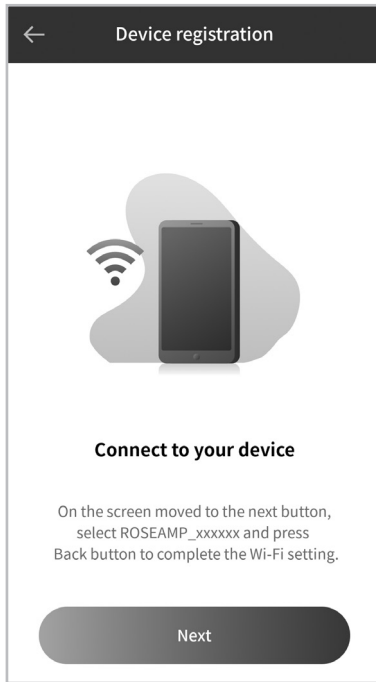 Device registration
Connect to your device
On the screen moved to the next button,
select ROSEAMP_xxxxxx and press
Back button to complete the Wi-Fi setting.
Next